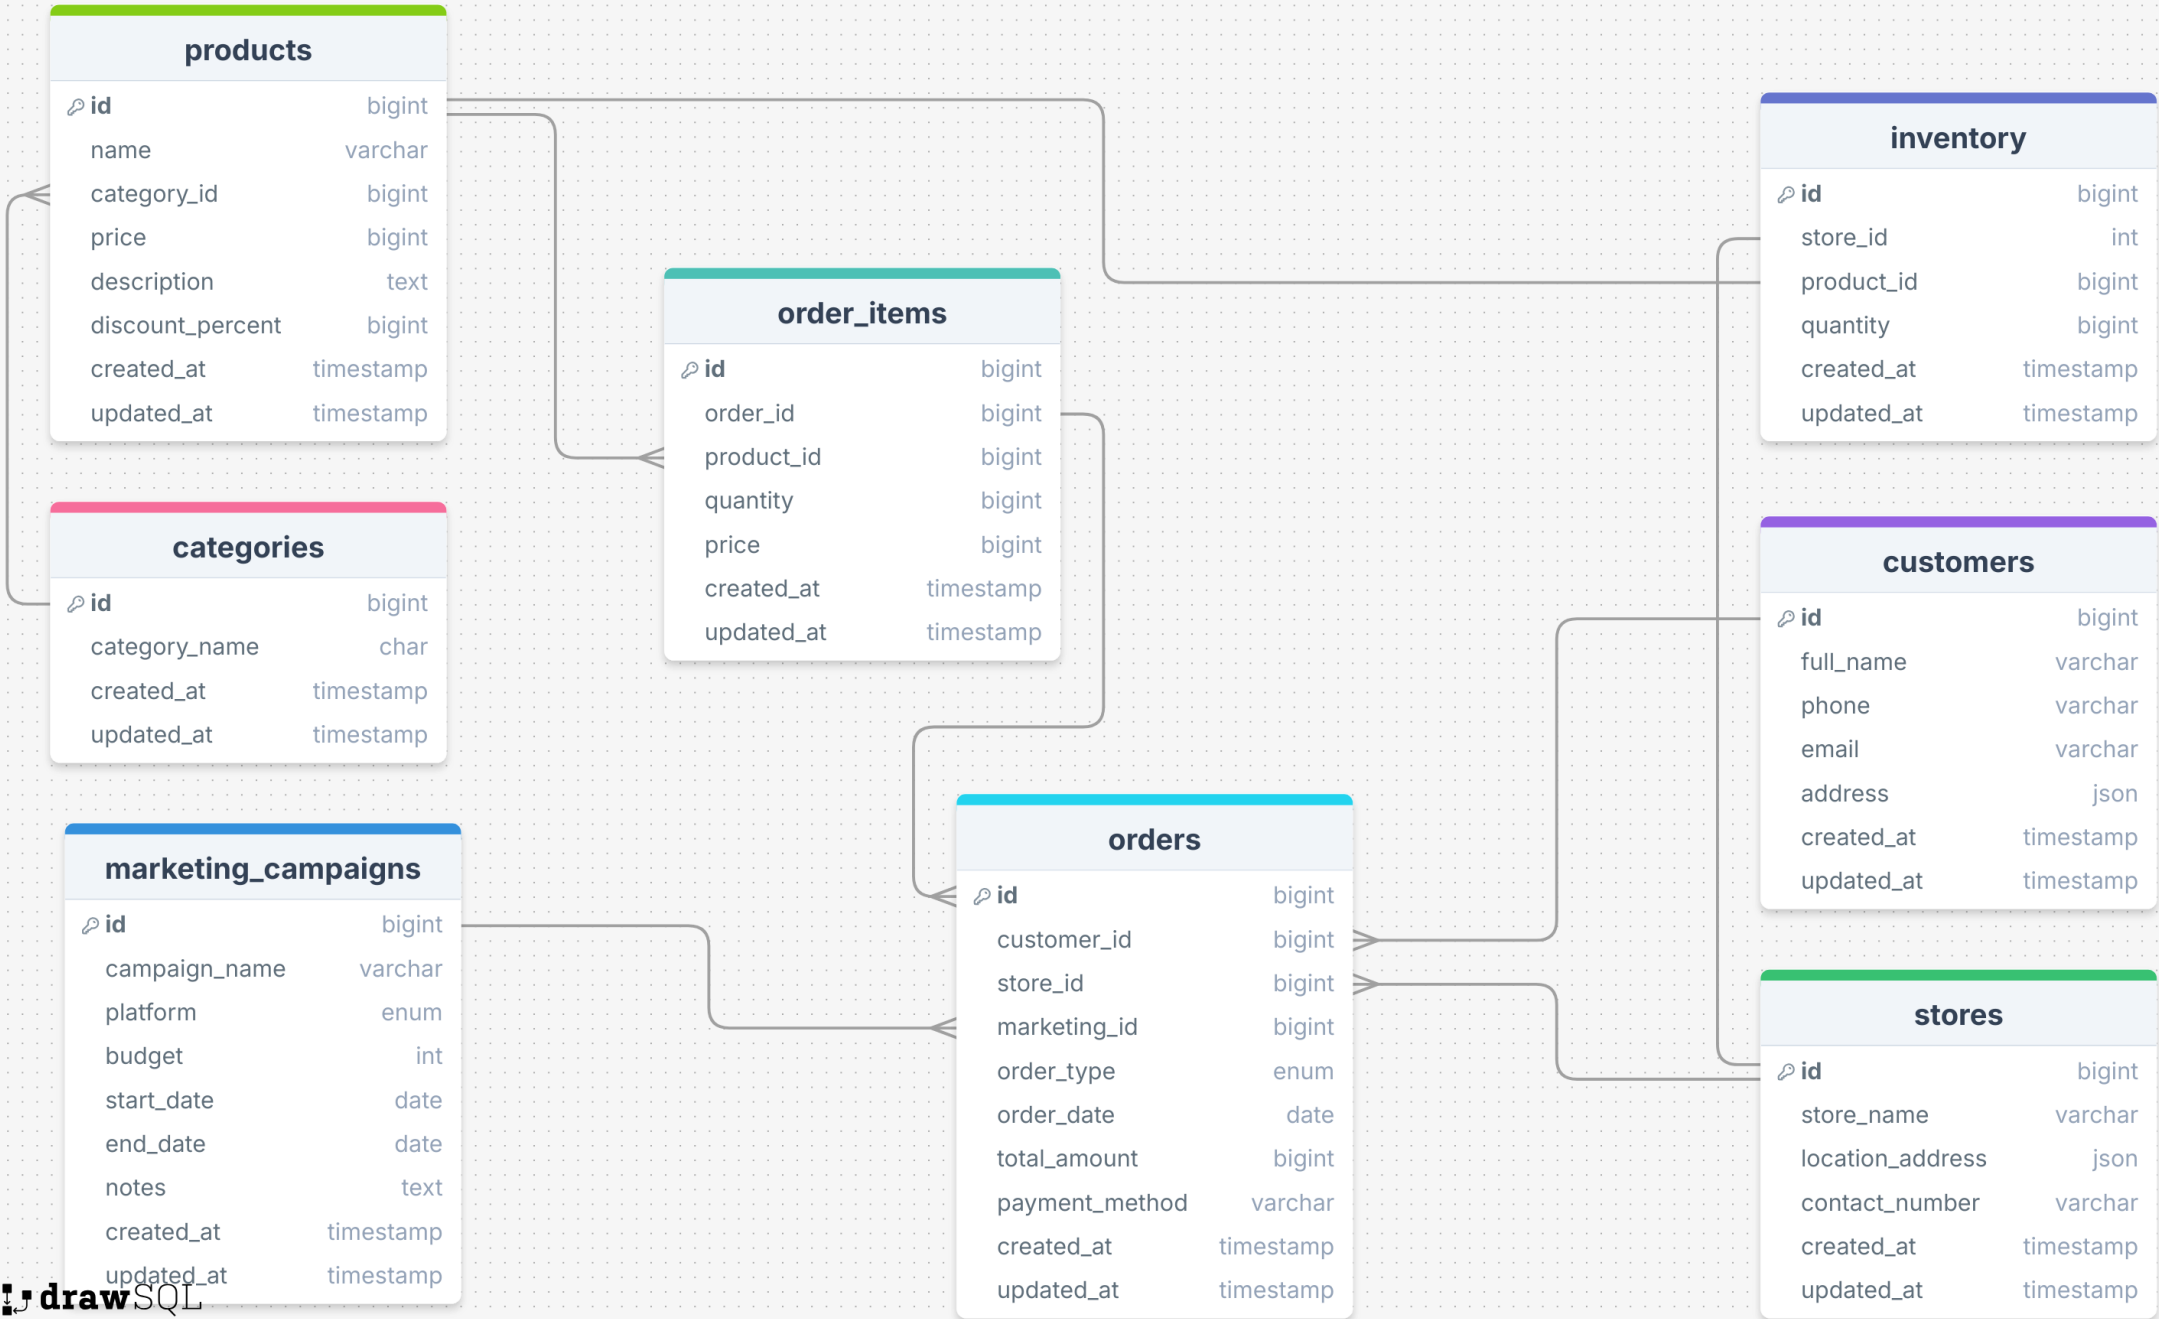 products
id bigint
name varchar
category_id bigint
price bigint
description text
discount_percent bigint
created_at timestamp
updated_at timestamp
categories
id bigint
category_name char
created_at timestamp
updated_at timestamp
marketing_campaigns
id bigint
campaign_name varchar
platform enum
budget int
start_date date
end_date date
notes text
created_at timestamp
updated_at timestamp
order_items
id bigint
order_id bigint
product_id bigint
quantity bigint
price bigint
created_at timestamp
updated_at timestamp
orders
id bigint
customer_id bigint
store_id bigint
marketing_id bigint
order_type enum
order_date date
total_amount bigint
payment_method varchar
created_at timestamp
updated_at timestamp
inventory
id bigint
store_id int
product_id bigint
quantity bigint
created_at timestamp
updated_at timestamp
customers
id bigint
full_name varchar
phone varchar
email varchar
address json
created_at timestamp
updated_at timestamp
stores
id bigint
store_name varchar
location_address json
contact_number varchar
created_at timestamp
updated_at timestamp
drawSQL